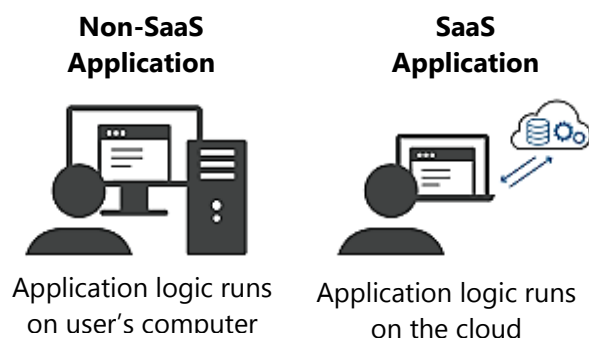 Non-SaaS
Application
SaaS
Application
Application logic runs
on user's computer
Application logic runs
on the cloud